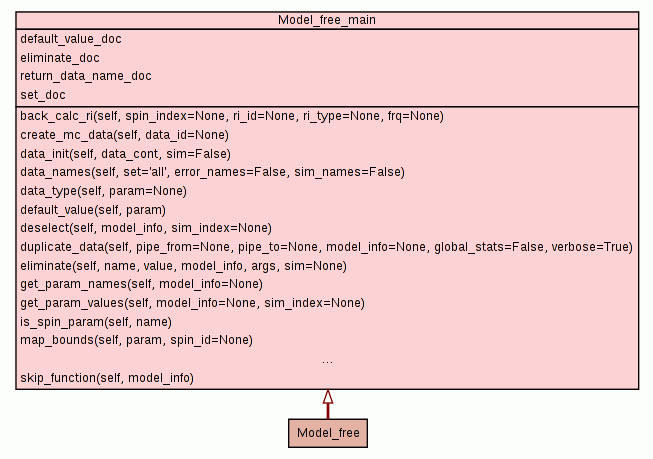 Model_free_main
default_value_doc
eliminate_doc
return_data_name_doc
set_doc
back_calc_ri(self, spin_index=None, ri_id=None, ri_type=None, frq=None)
create_mc_data(self, data_id=None)
data_init(self, data_cont, sim=False)
data_names(self, set='all', error_names=False, sim_names=False)
data_type(self, param=None)
default_value(self, param)
deselect(self, model_info, sim_index=None)
duplicate_data(self, pipe_from=None, pipe_to=None, model_info=None, global_stats=False, verbose=True)
eliminate(self, name, value, model_info, args, sim=None)
get_param_names(self, model_info=None)
get_param_values(self, model_info=None, sim_index=None)
is_spin_param(self, name)
map_bounds(self, param, spin_id=None)
...
skip_function(self, model_info)
Model_free